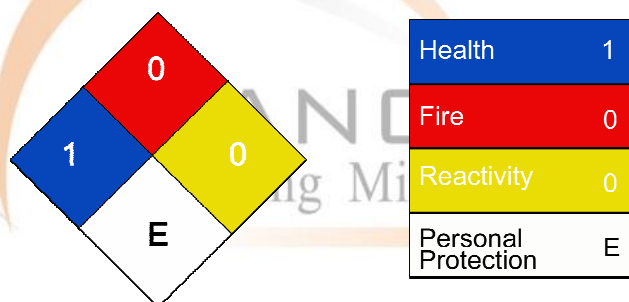 0
1
0
E
Health 1
Fire 0
Reactivity 0
Personal
Protection E